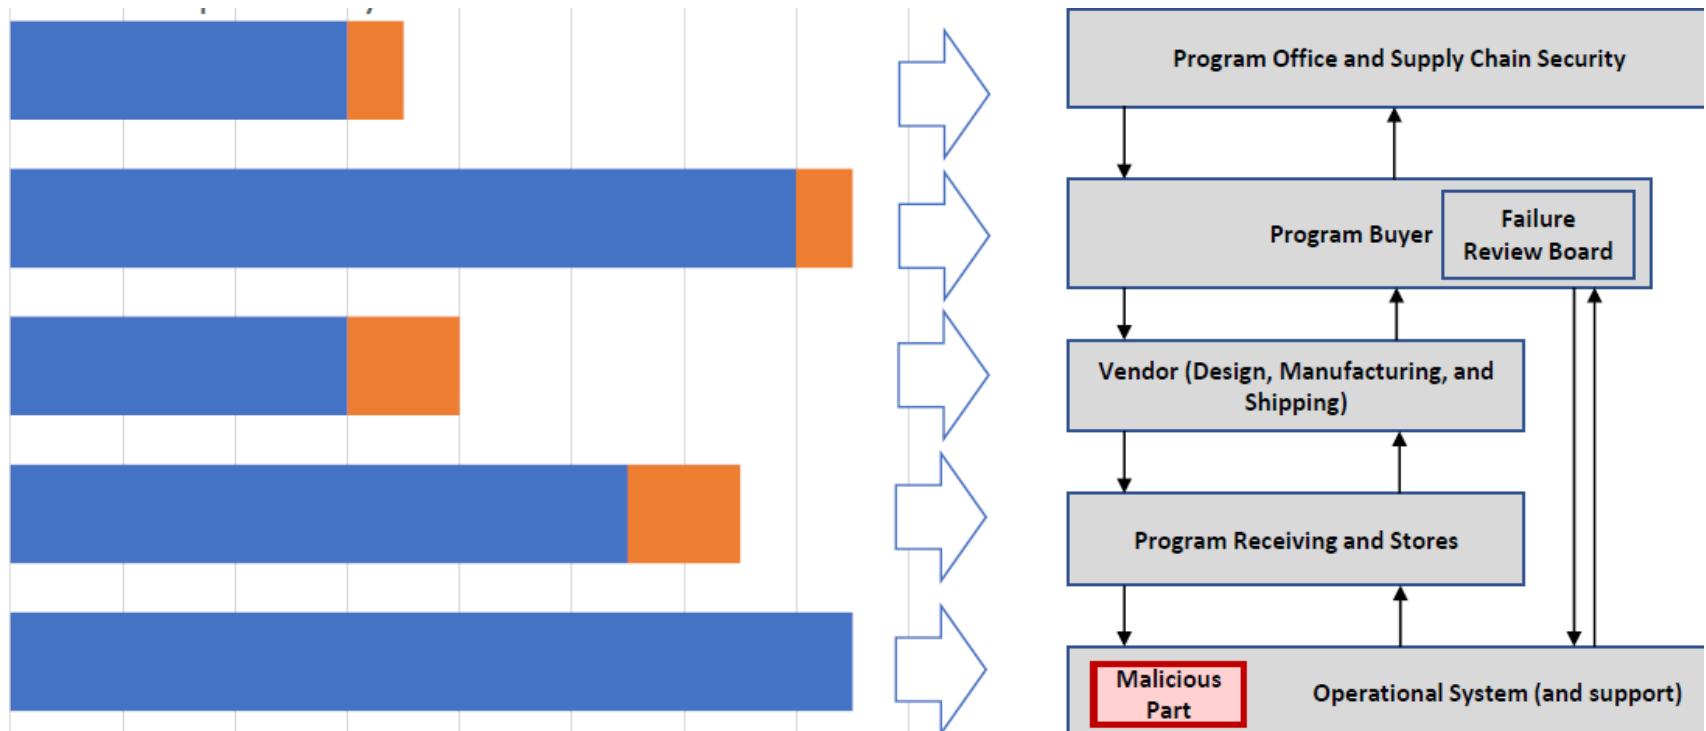 Program Office and Supply Chain Security
Program Buyer
Failure
Review Board
Vendor (Design, Manufacturing, and
Shipping)
Program Receiving and Stores
Malicious
Part
Operational System (and support)